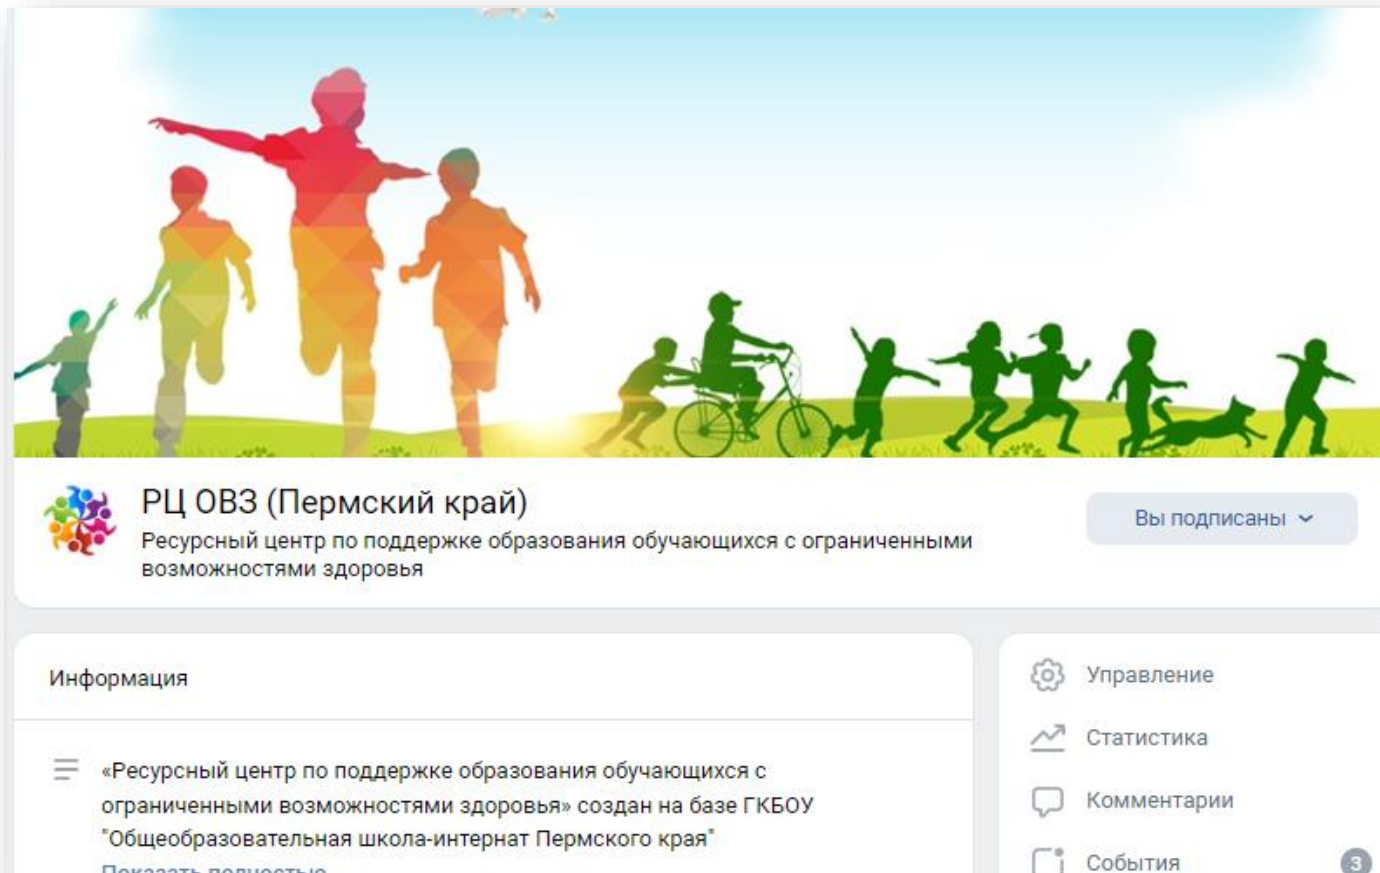 РЦ ОВЗ (Пермский край)
Ресурсный центр по поддержке образования обучающихся с ограниченными
возможностями здоровья
Вы подписаны
Информация
«Ресурсный центр по поддержке образования обучающихся с
ограниченными возможностями здоровья» создан на базе ГКБОУ
"Общеобразовательная школа-интернат Пермского края"
Показать полностью
Управление
Статистика
Комментарии
События 3